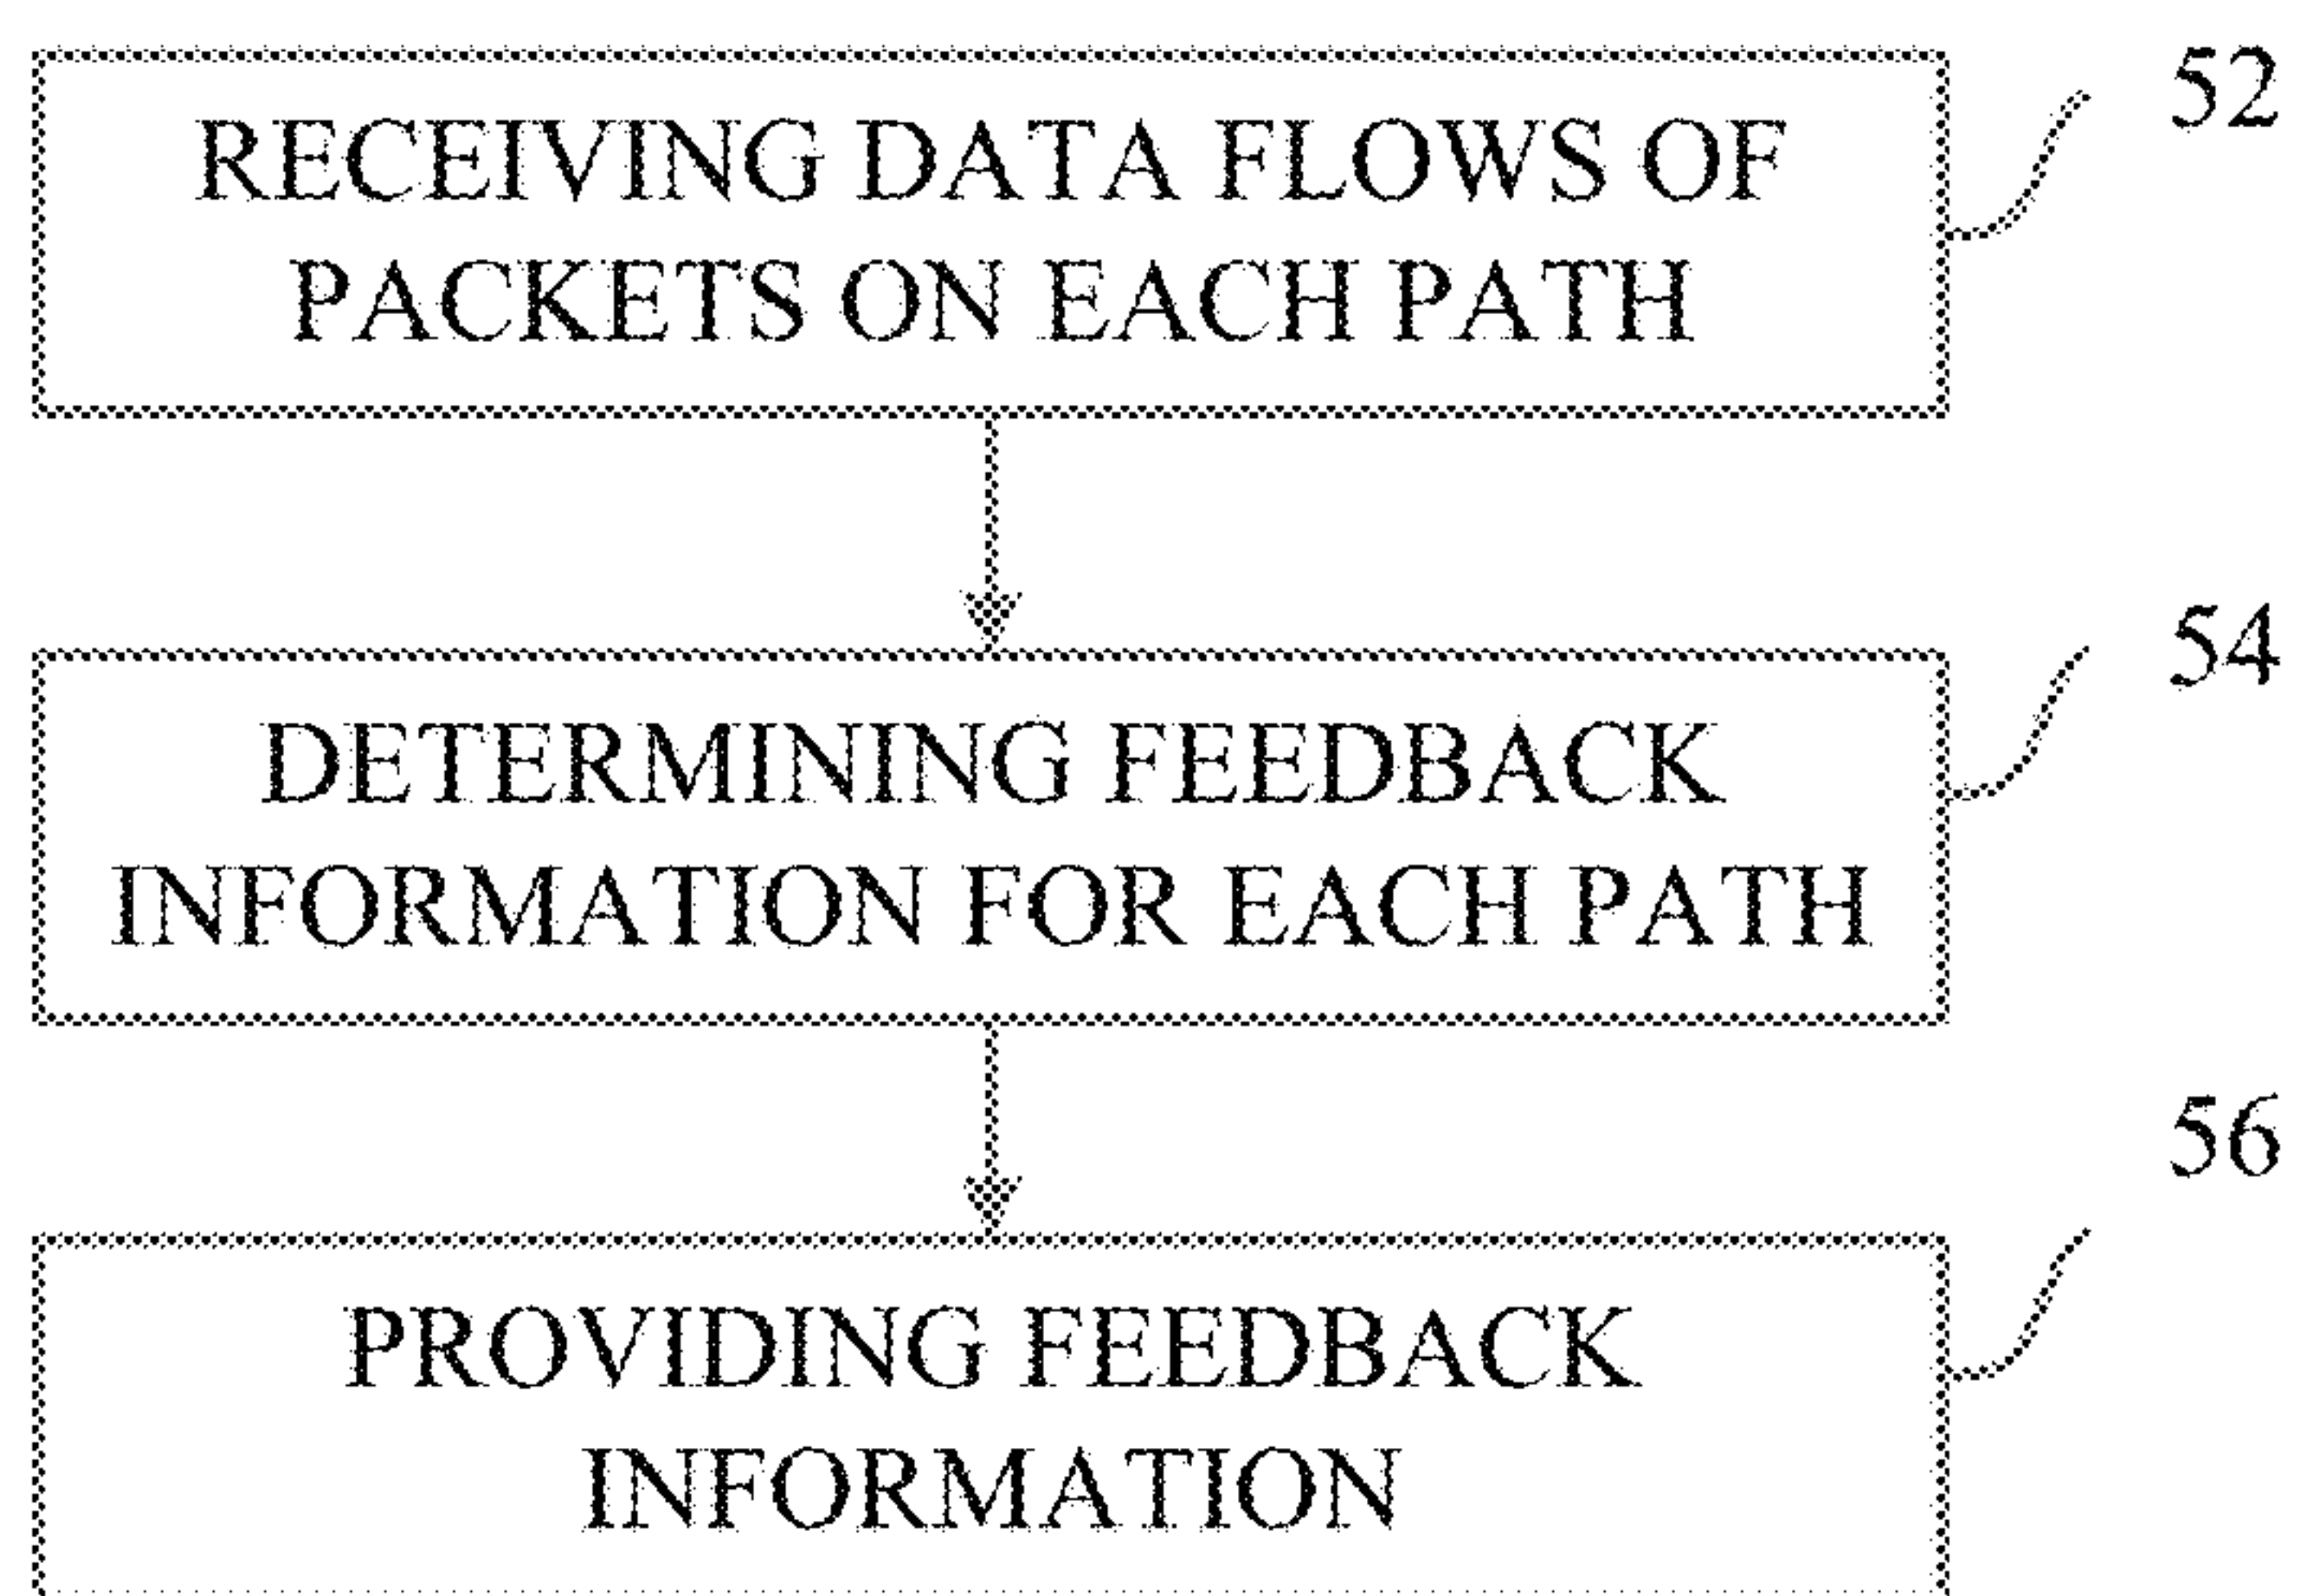 RECEIVING DATA FLOWS OF
PACKETS ON EACH PATH
52
DETERMINING FEEDBACK
INFORMATION FOR EACH PATH
54
PROVIDING FEEDBACK
INFORMATION
56